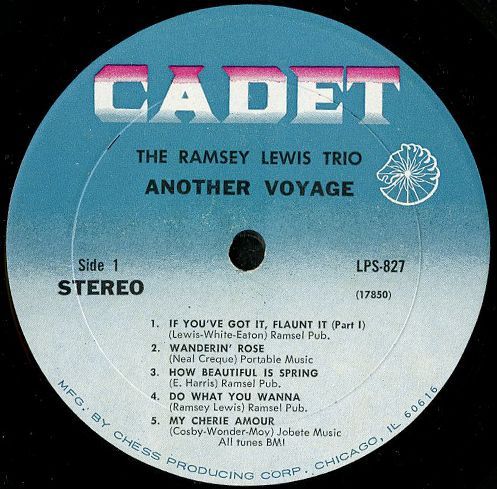 CADET
THE RAMSEY LEWIS TRIO
ANOTHER VOYAGE
Side 1
LPS-827
STEREO
(17850)
1. IF YOU'VE GOT IT, FLAUNT IT (Part I)
(Lewis-White-Eaton) Ramsel Pub.
2. WANDERIN' ROSE
(Neal Creque) Portable Music
3. HOW BEAUTIFUL IS SPRING
(E. Harris) Ramsel Pub.
4. DO WHAT YOU WANNA
(Ramsey Lewis) Ramsel Pub.
5. MY CHERIE AMOUR
(Cosby-Wonder-Moy) Jobete Music
All tunes BMI
MFG. BY CHESS PRODUCING CORP. CHICAGO, IL 60616